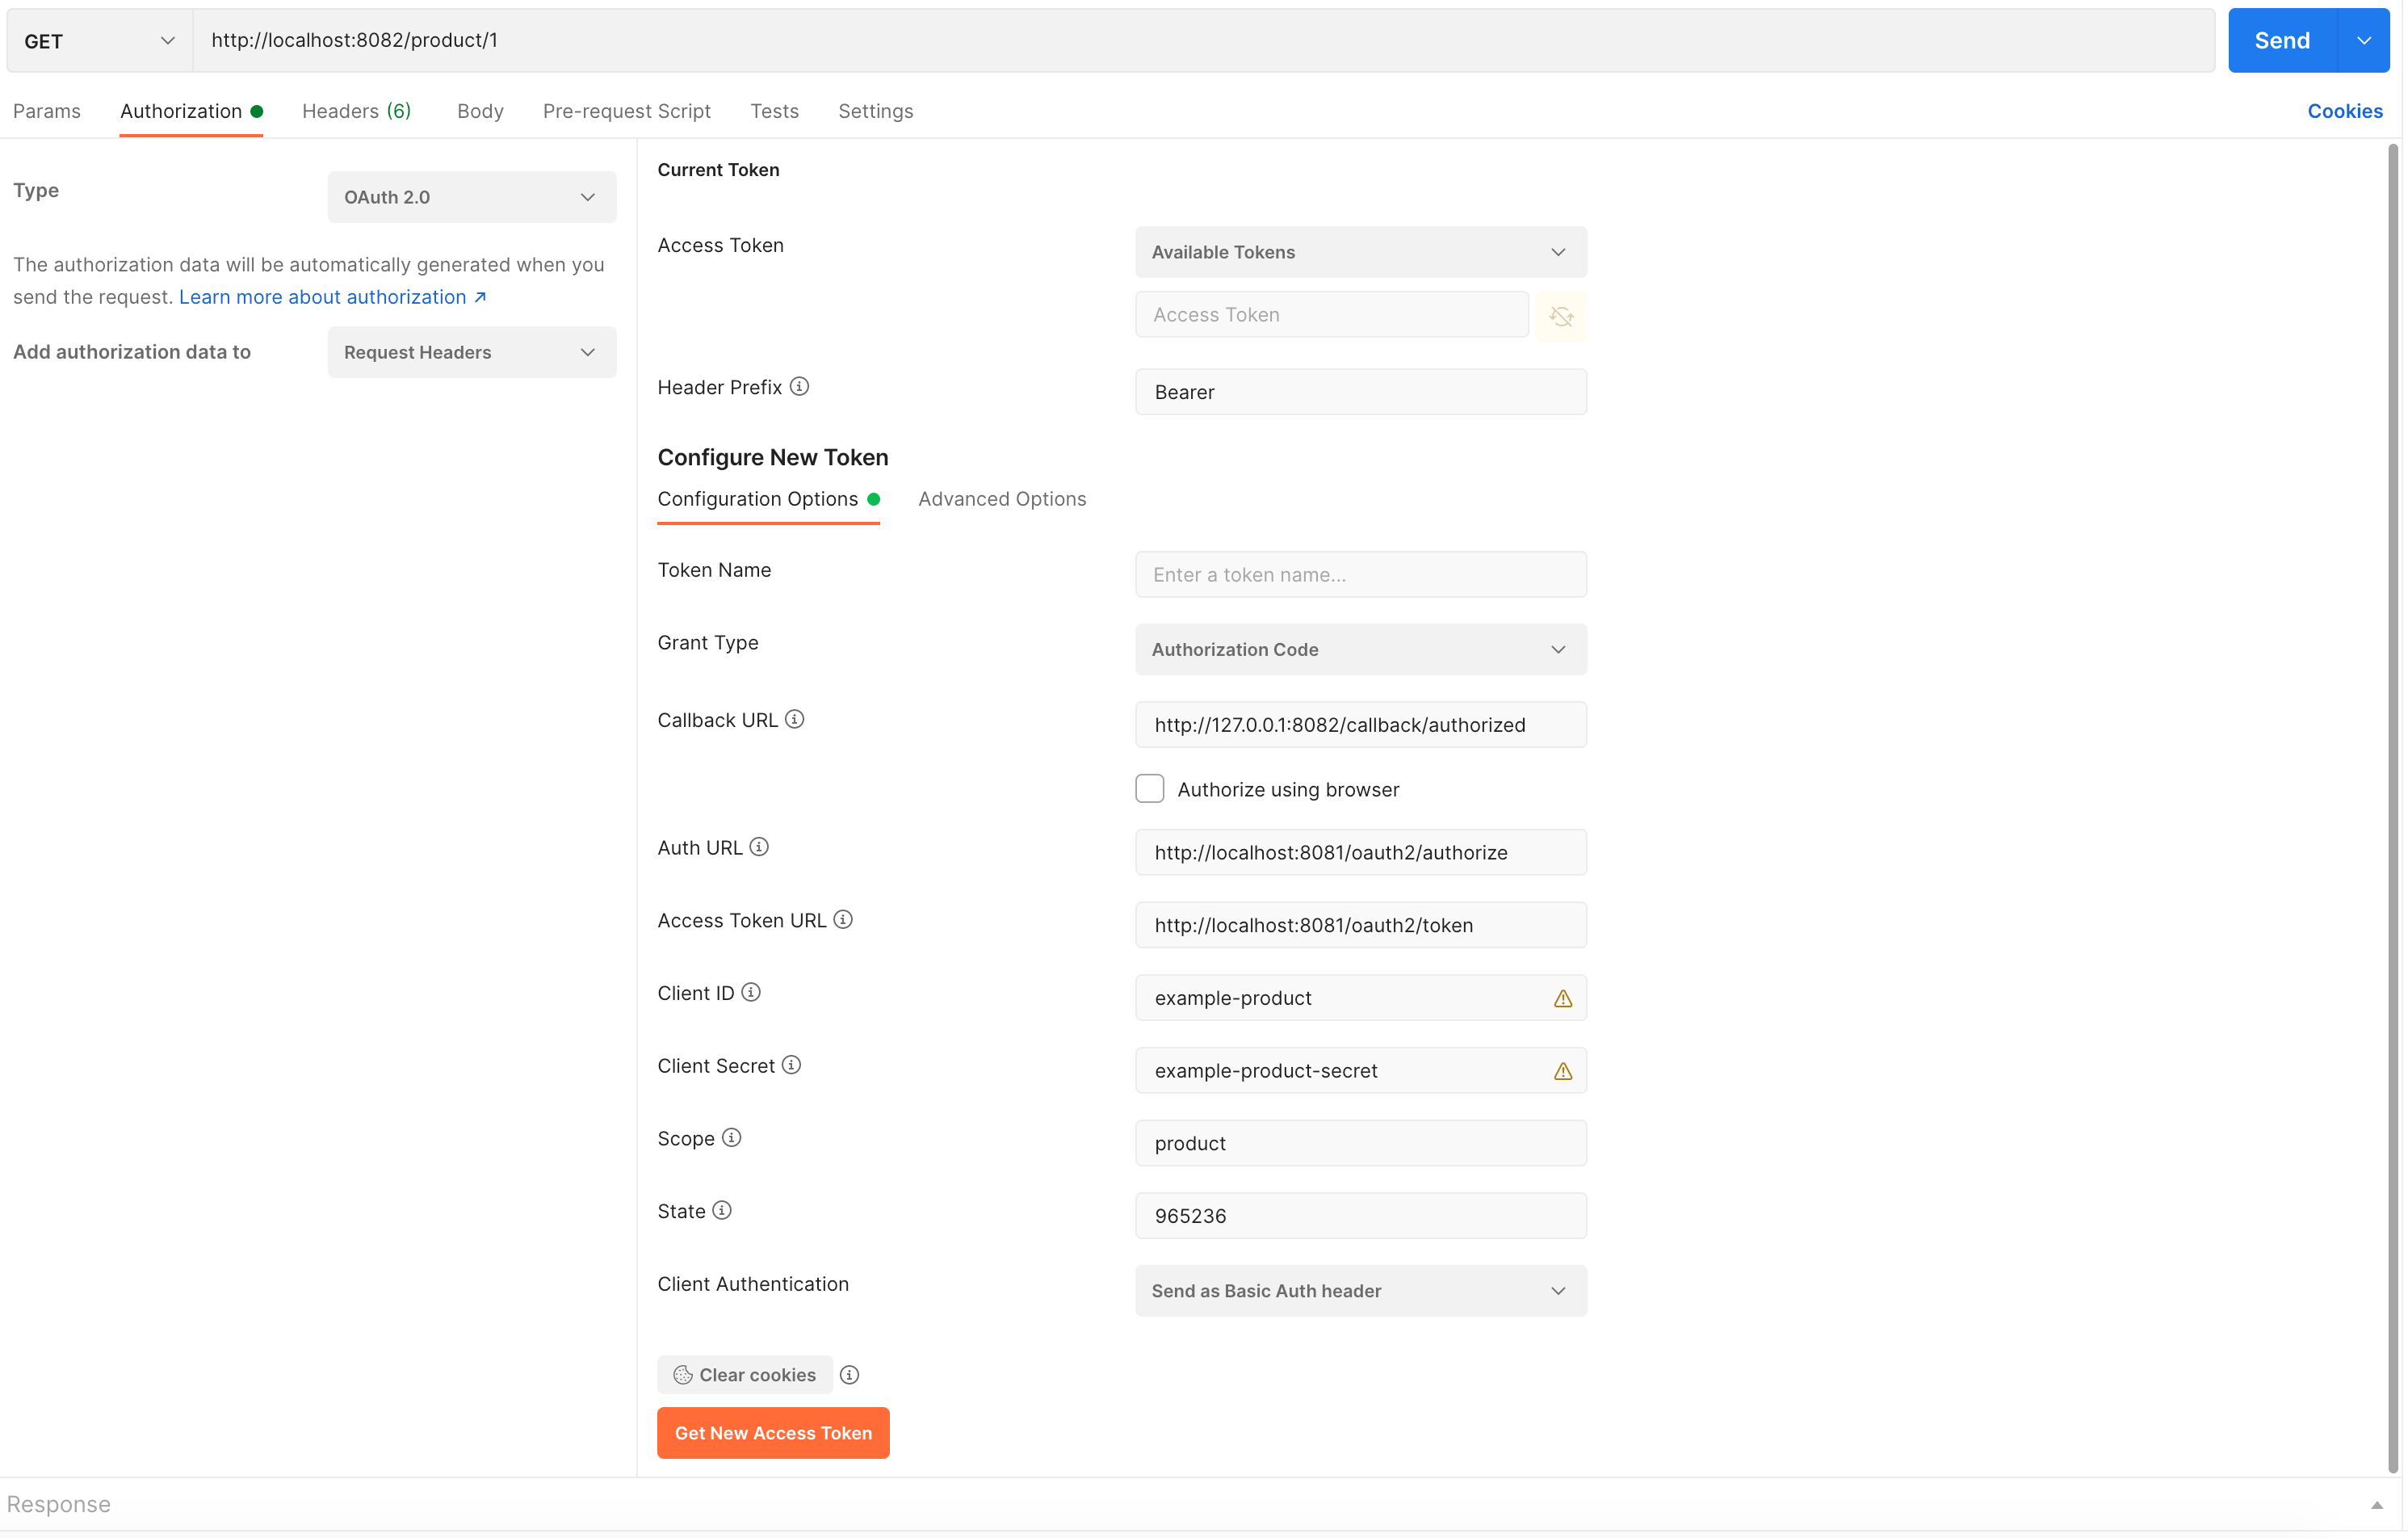 GET
http://localhost:8082/product/1
Send
Params
Authorization
Headers (6)
Body
Pre-request Script
Tests
Settings
Cookies
Type
OAuth 2.0
The authorization data will be automatically generated when you
send the request. Learn more about authorization ↗
Add authorization data to
Request Headers
Current Token
Access Token
Available Tokens
Access Token
Header Prefix
Bearer
Configure New Token
Configuration Options
Advanced Options
Token Name
Enter a token name...
Grant Type
Authorization Code
Callback URL
http://127.0.0.1:8082/callback/authorized
Authorize using browser
Auth URL
http://localhost:8081/oauth2/authorize
Access Token URL
http://localhost:8081/oauth2/token
Client ID
example-product
Client Secret
example-product-secret
Scope
product
State
965236
Client Authentication
Send as Basic Auth header
Clear cookies
Get New Access Token
Response